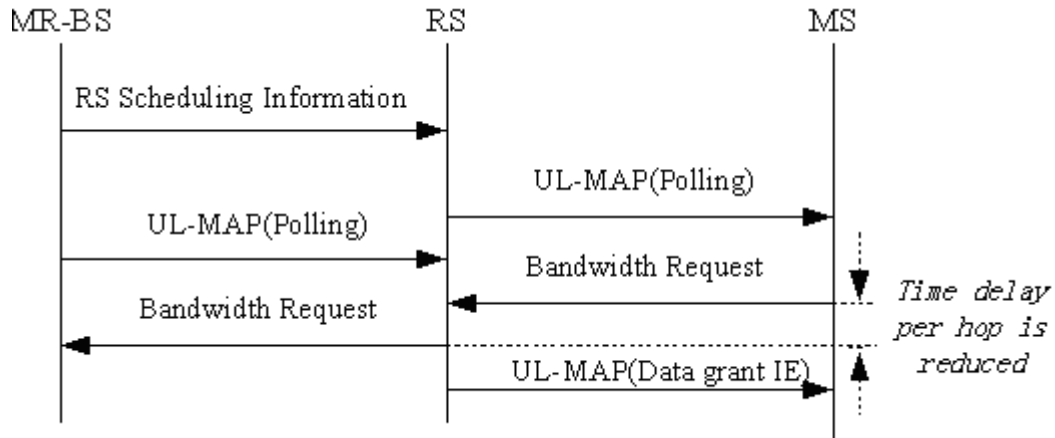 MR-BS RS MS
RS Scheduling Information
UL-MAP(Polling)
UL-MAP(Polling)
Bandwidth Request
Bandwidth Request
Time delay
per hop is
reduced
UL-MAP(Data grant IE)